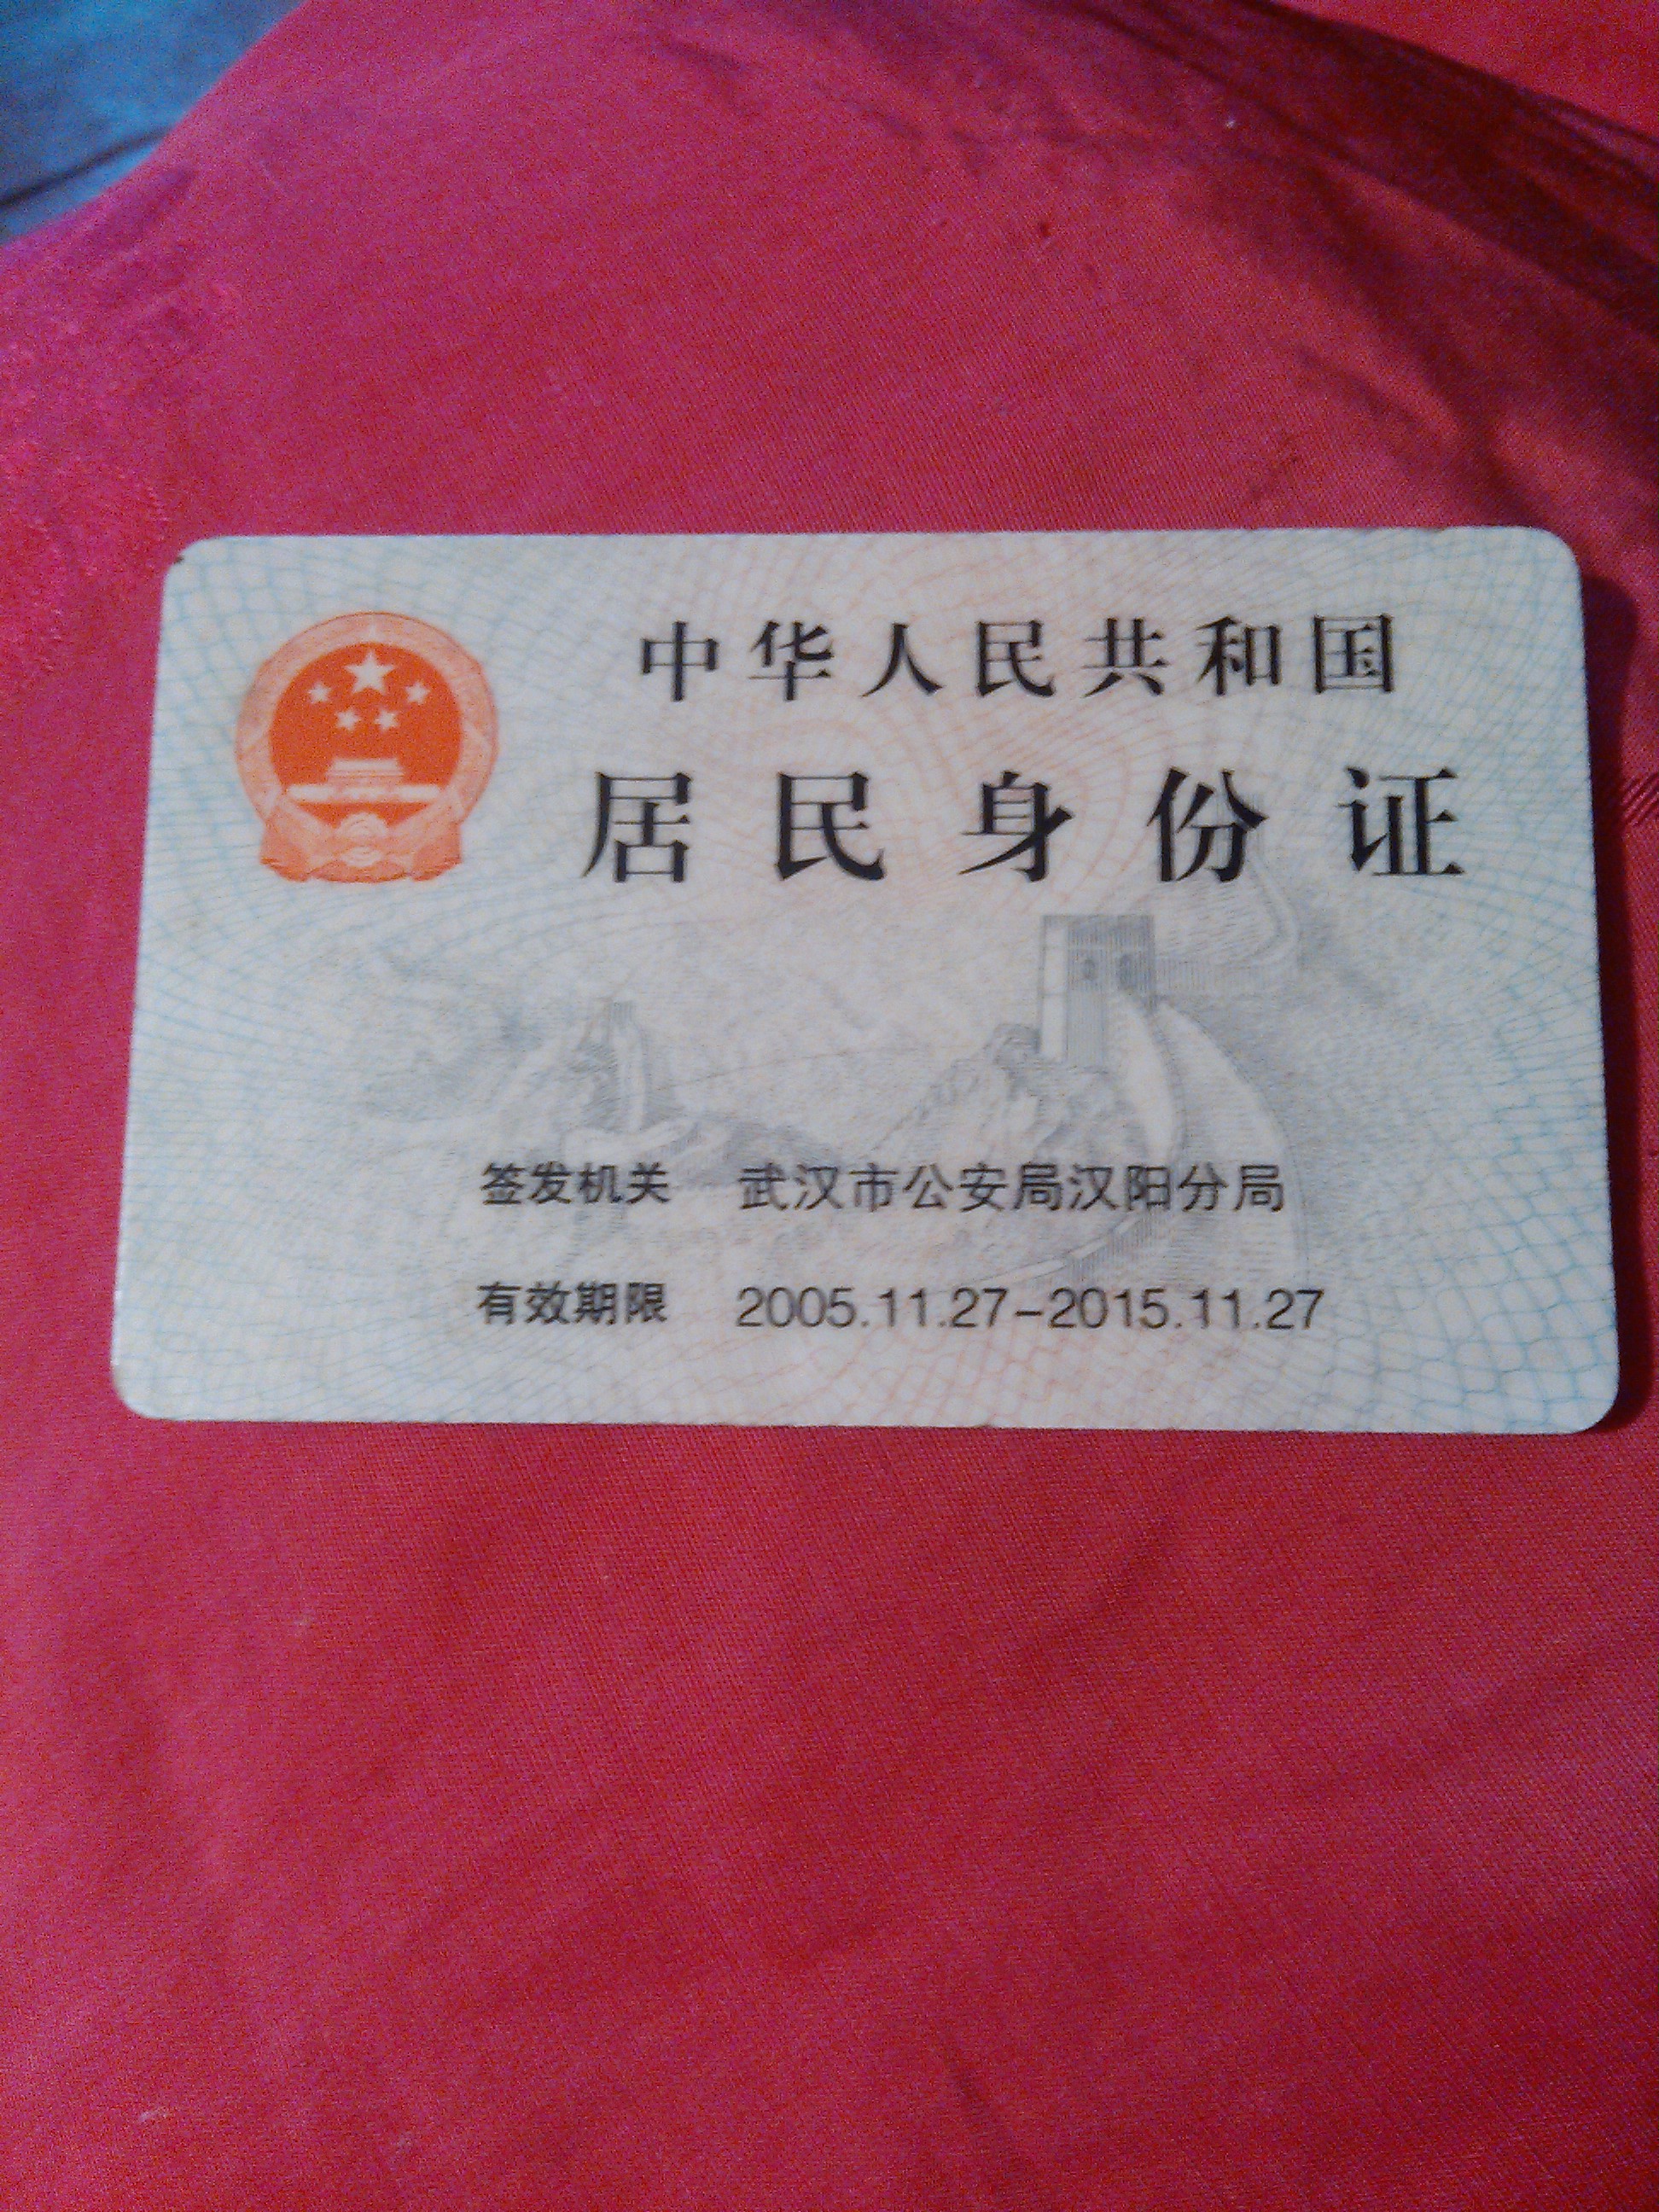 中华人民共和国
居民身份证
签发机关 武汉市公安局汉阳分局
有效期限 2005.11.27-2015.11.27